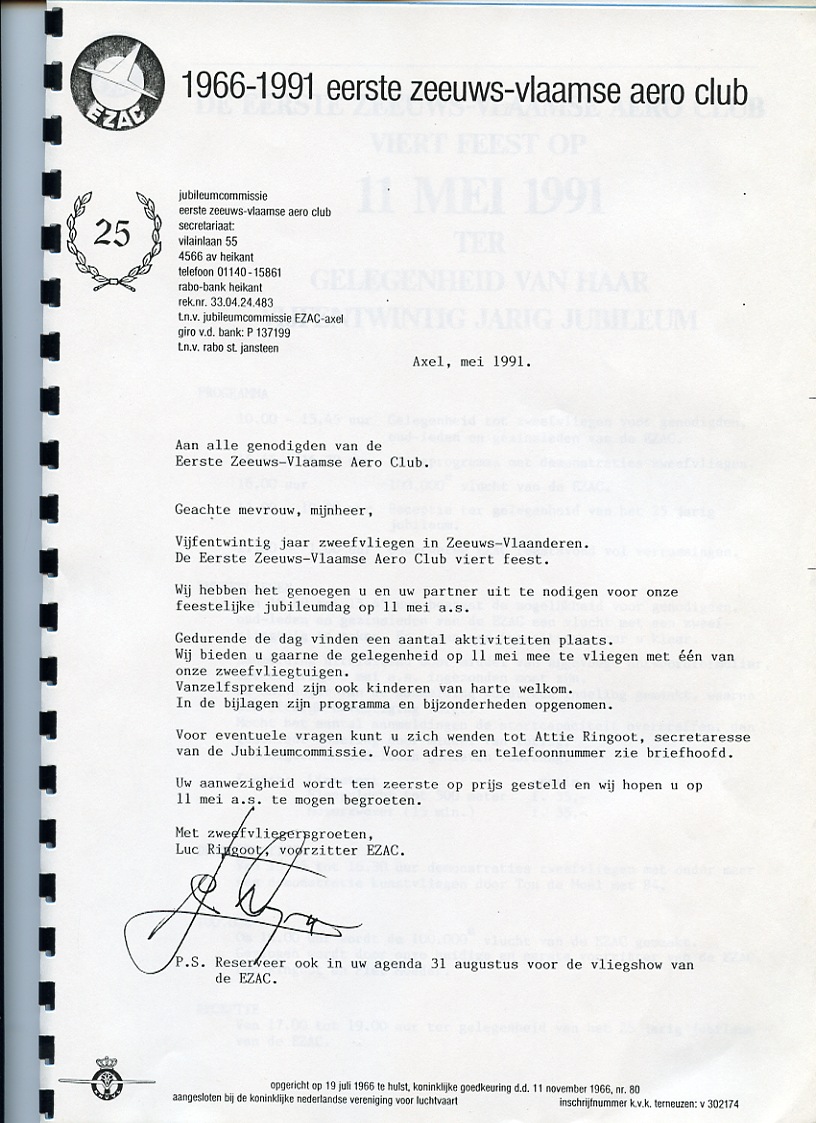 EZAC
1966-1991 eerste zeeuws-vlaamse aero club
25
jubileumcommissie
eerste zeeuws-vlaamse aero club
secretariaat:
vilainlaan 55
4566 av heikant
telefoon 01140-15861
rabo-bank heikant
rek.nr. 33.04.24.483
t.n.v. jubileumcommissie EZAC-axel
giro v.d. bank: P 137199
t.n.v. rabo st. jansteen
Axel, mei 1991.
Aan alle genodigden van de
Eerste Zeeuws-Vlaamse Aero Club.
Geachte mevrouw, mijnheer,
Vijfentwintig jaar zweefvliegen in Zeeuws-Vlaanderen.
De Eerste Zeeuws-Vlaamse Aero Club viert feest.
Wij hebben het genoegen u en uw partner uit te nodigen voor onze
feestelijke jubileumdag op 11 mei a.s.
Gedurende de dag vinden een aantal aktiviteiten plaats.
Wij bieden u gaarne de gelegenheid op 11 mei mee te vliegen met één van
onze zweefvliegtuigen.
Vanzelfsprekend zijn ook kinderen van harte welkom.
In de bijlagen zijn programma en bijzonderheden opgenomen.
Voor eventuele vragen kunt u zich wenden tot Attie Ringoot, secretaresse
van de Jubileumcommissie. Voor adres en telefoonnummer zie briefhoofd.
Uw aanwezigheid wordt ten zeerste op prijs gesteld en wij hopen u op
11 mei a.s. te mogen begroeten.
Met zweefvliegersgroeten,
Luc Ringoot, voorzitter EZAC.
P.S. Reserveer ook in uw agenda 31 augustus voor de vliegshow van
de EZAC.
opgericht op 19 juli 1966 te hulst, koninklijke goedkeuring d.d. 11 november 1966, nr. 80
aangesloten bij de koninklijke nederlandse vereniging voor luchtvaart
inschrijfnummer k.v.k. terneuzen: v 302174